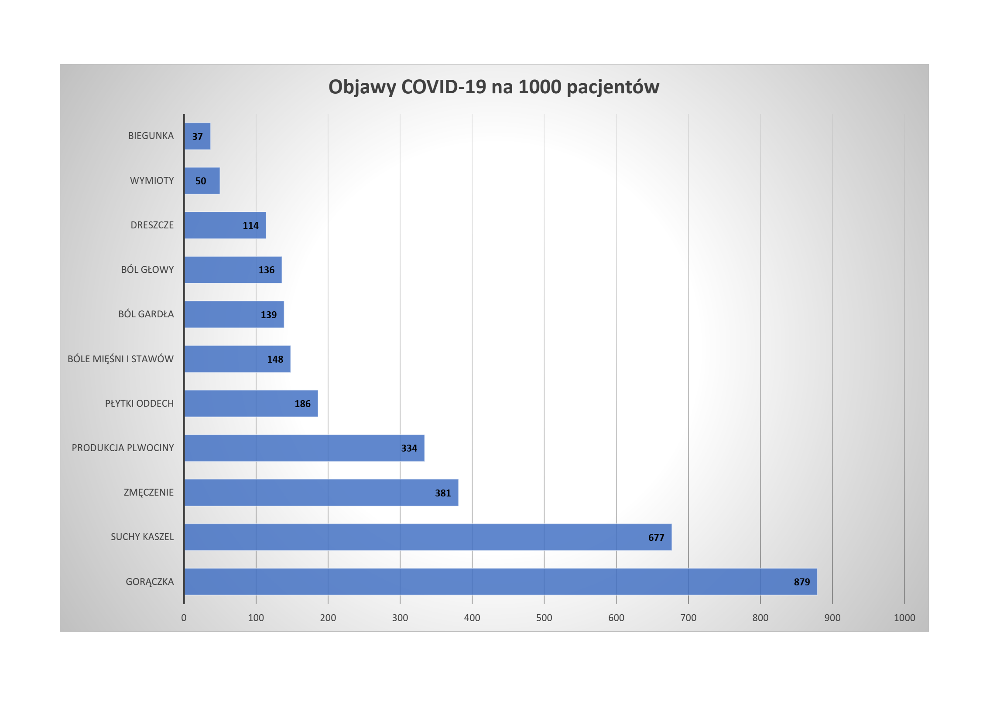 Objawy COVID-19 na 1000 pacjentów
BIEGUNKA 37
WYMIOTY 50
DRESZCZE 114
BÓL GŁOWY 136
BÓL GARDŁA 139
BÓLE MIĘŚNI I STAWÓW 148
PŁYTKI ODDECH 186
PRODUKCJA PLWOCINY 334
ZMĘCZENIE 381
SUCHY KASZEL 677
GORĄCZKA 879
0 100 200 300 400 500 600 700 800 900 1000